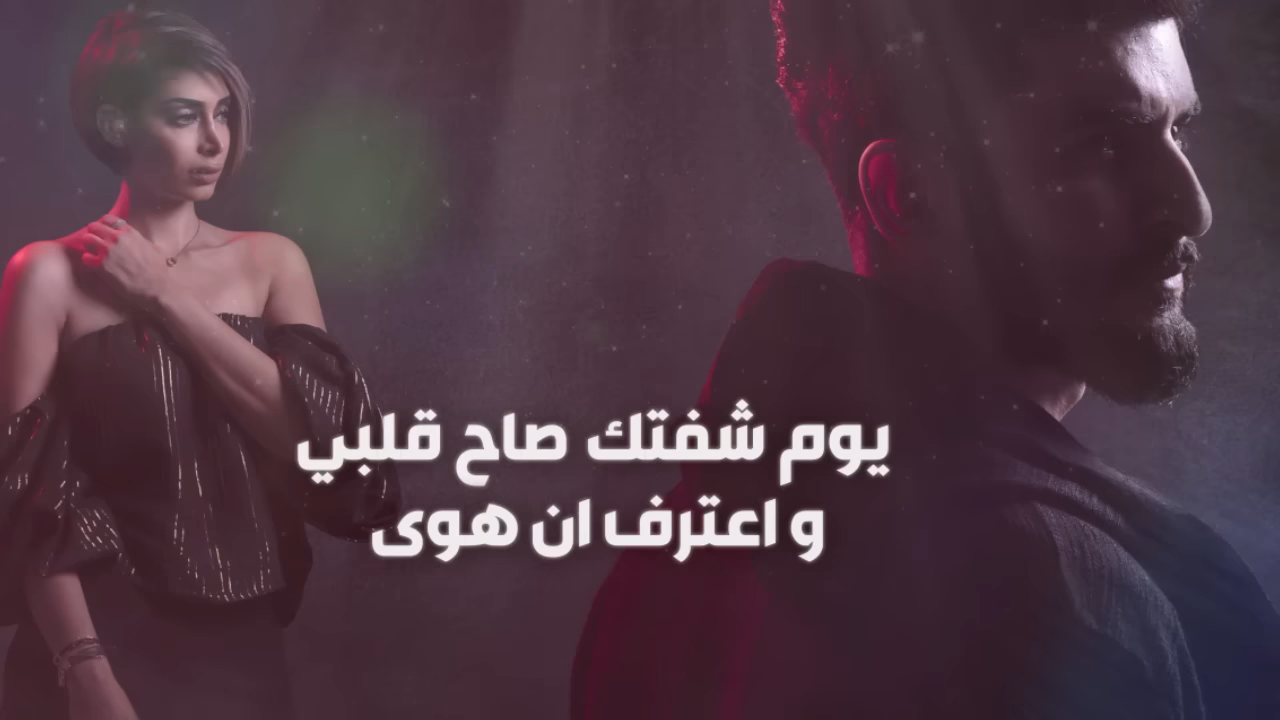 يوم شفتك صاح قلبي
و اعترف ان هوى